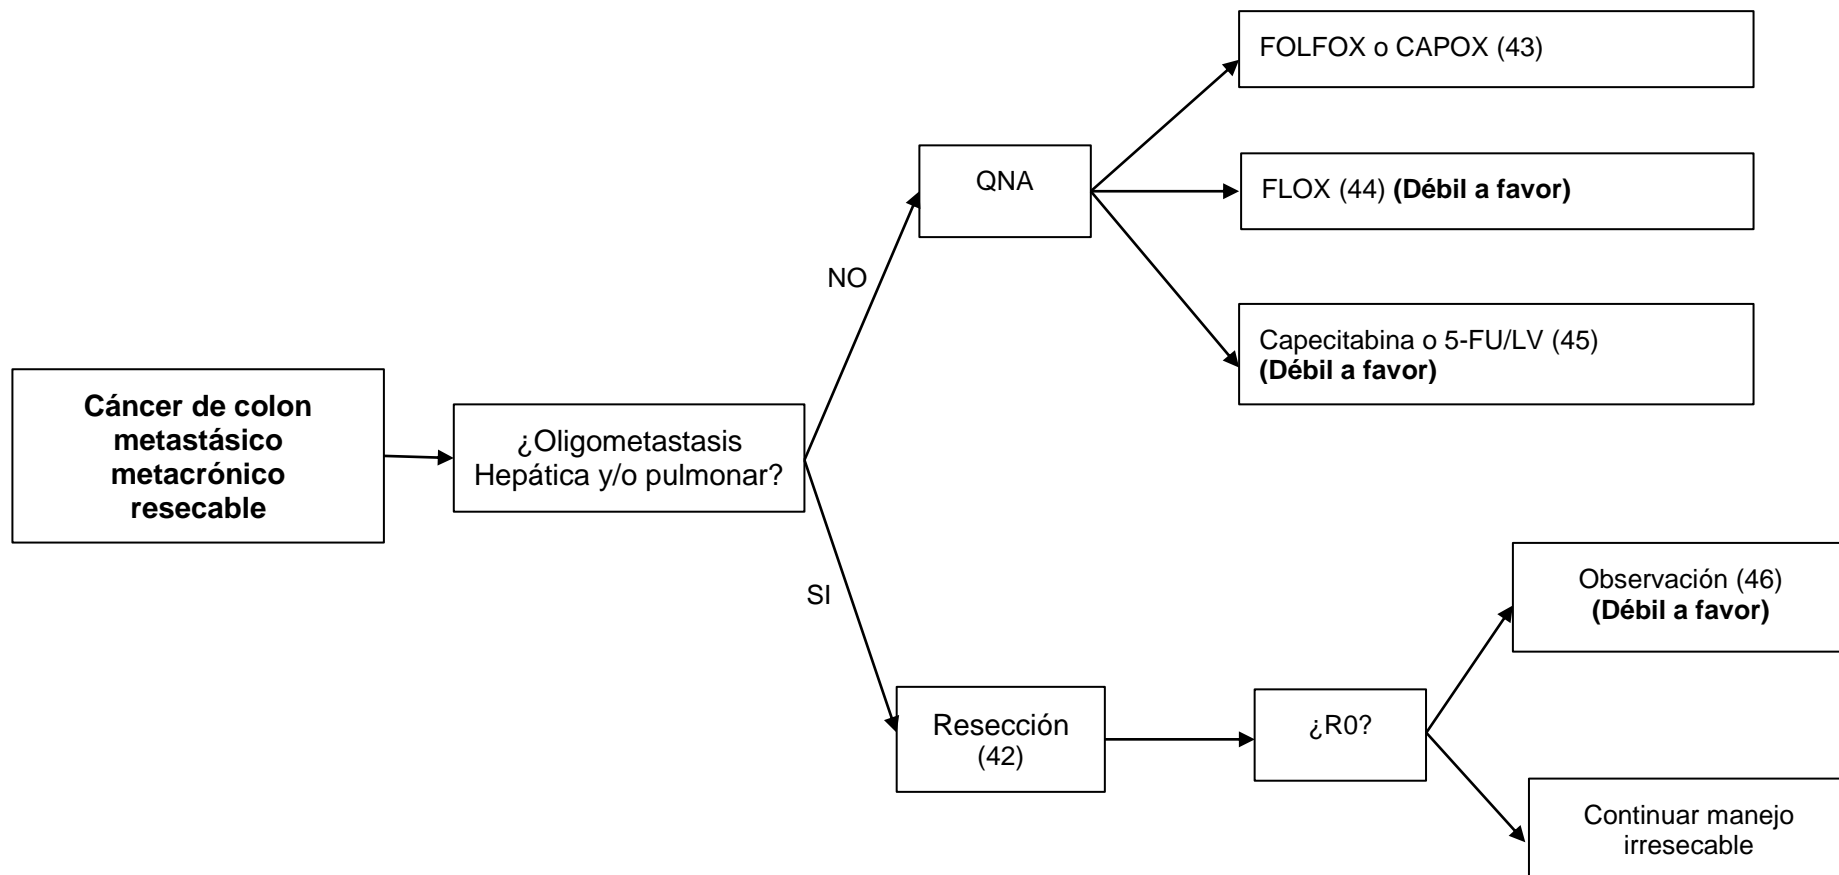 FOLFOX o CAPOX (43)
QNA
FLOX (44) (Débil a favor)
NO
Capecitabina o 5-FU/LV (45)
(Débil a favor)
Cáncer de colon
metastásico
metacrónico
resecable
¿Oligometastasis
Hepática y/o pulmonar?
SI
Observación (46)
(Débil a favor)
Resección
(42)
¿R0?
Continuar manejo
irresecable